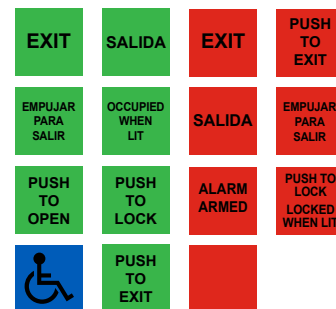 EXIT
SALIDA
EXIT
PUSH
TO
EXIT
EMPUJAR
PARA
SALIR
OCCUPIED
WHEN
LIT
SALIDA
EMPUJAR
PARA
SALIR
PUSH
TO
OPEN
PUSH
TO
LOCK
ALARM
ARMED
PUSH TO
LOCK
LOCKED
WHEN LIT
PUSH
TO
EXIT